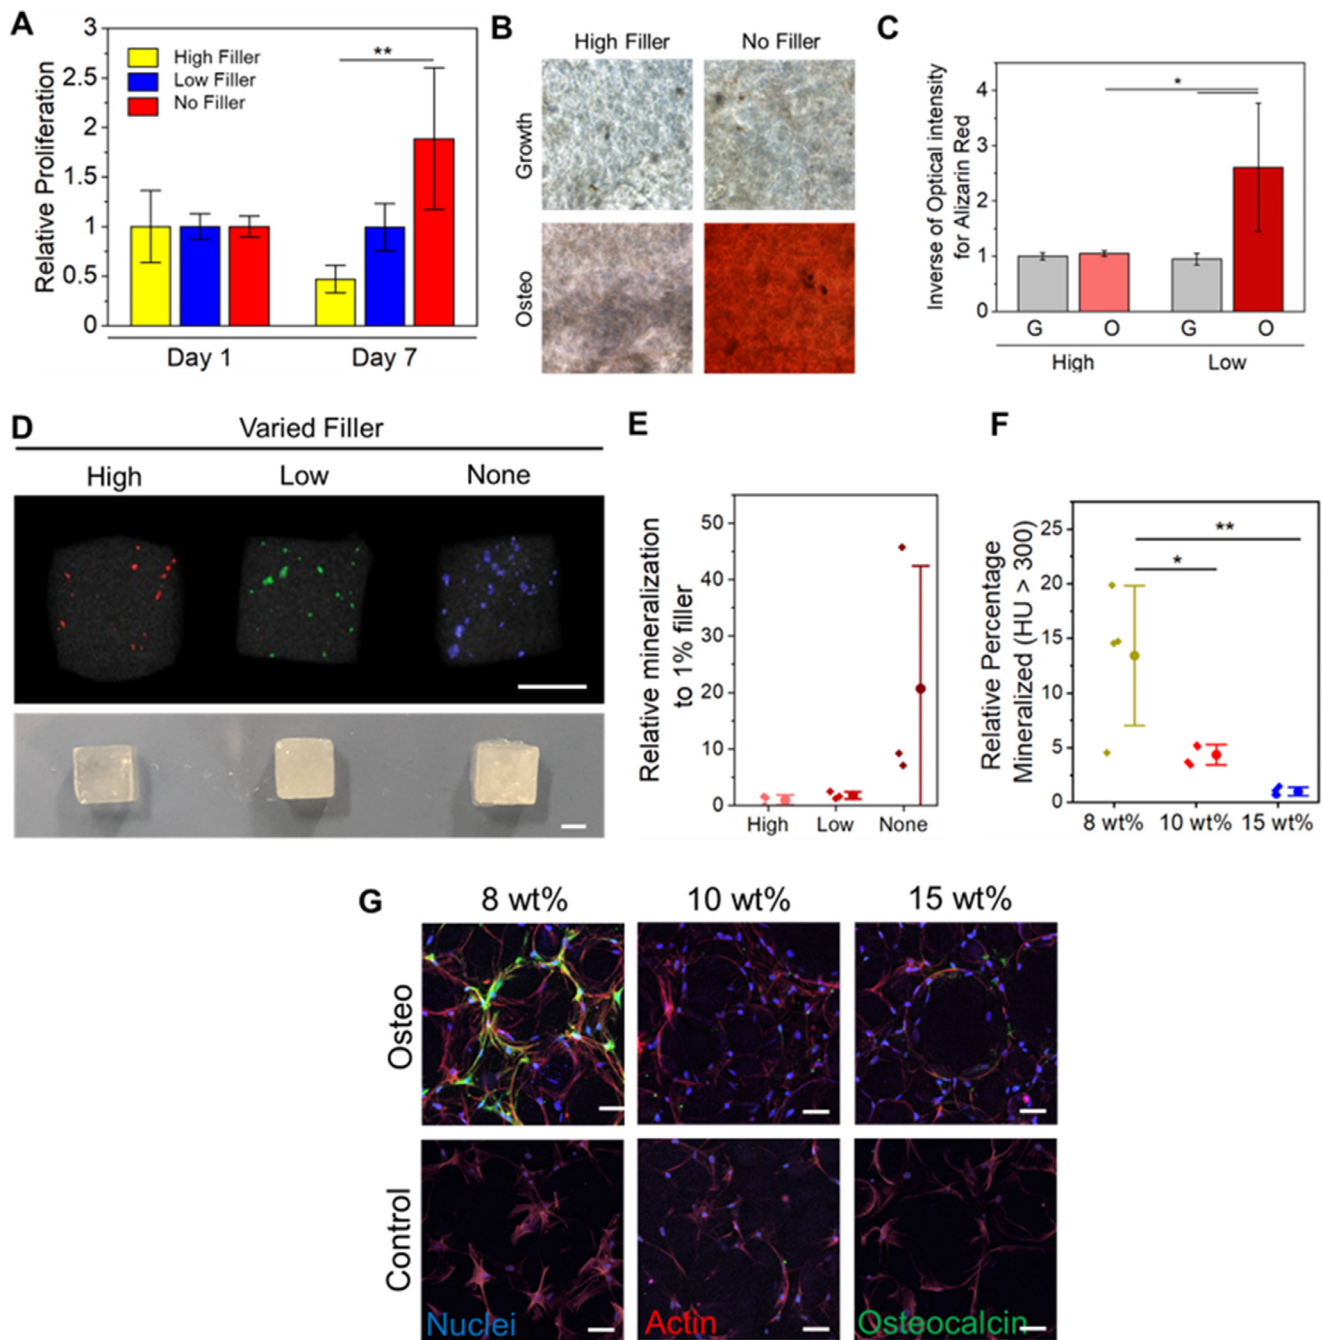 A
Relative Proliferation
3
2.5
2
1.5
1
0.5
0
High Filler
Low Filler
No Filler
**
Day 1
Day 7
B
High Filler
No Filler
Growth
Osteo
C
Inverse of Optical intensity
for Alizarin Red
4
3
2
1
0
*
G
O
G
O
High
Low
D
Varied Filler
High
Low
None
E
Relative mineralization
to 1% filler
50
40
30
20
10
0
High
Low
None
F
Relative Percentage
Mineralized (HU > 300)
25
20
15
10
5
0
**
*
8 wt%
10 wt%
15 wt%
G
8 wt%
10 wt%
15 wt%
Osteo
Control
Nuclei
Actin
Osteocalcin